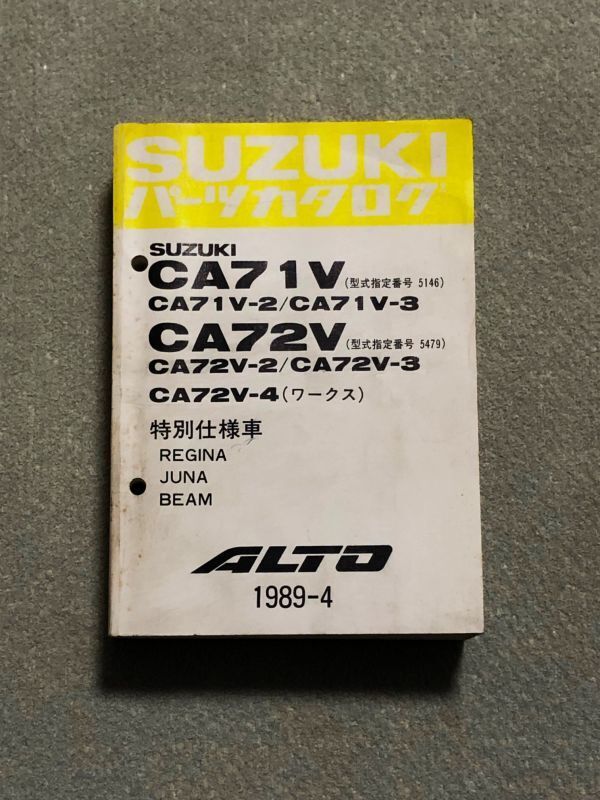 SUZUKI
パーツカタログ
SUZUKI
CA71V (型式指定番号 5146)
CA71V-2/CA71V-3
CA72V (型式指定番号 5479)
CA72V-2/CA72V-3
CA72V-4(ワークス)
特別仕様車
REGINA
JUNA
BEAM
ALTO
1989-4